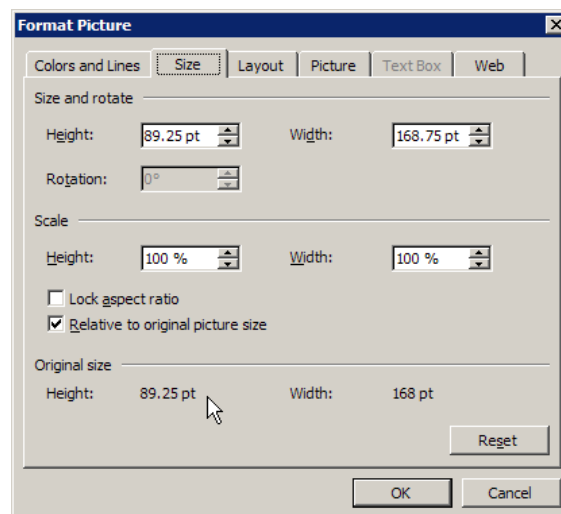 Format Picture
Colors and Lines Size Layout Picture Text Box Web
Size and rotate
Height: 89.25 pt Width: 168.75 pt
Rotation: 0°
Scale
Height: 100 % Width: 100 %
Lock aspect ratio
Relative to original picture size
Original size
Height: 89.25 pt Width: 168 pt
Reset
OK Cancel